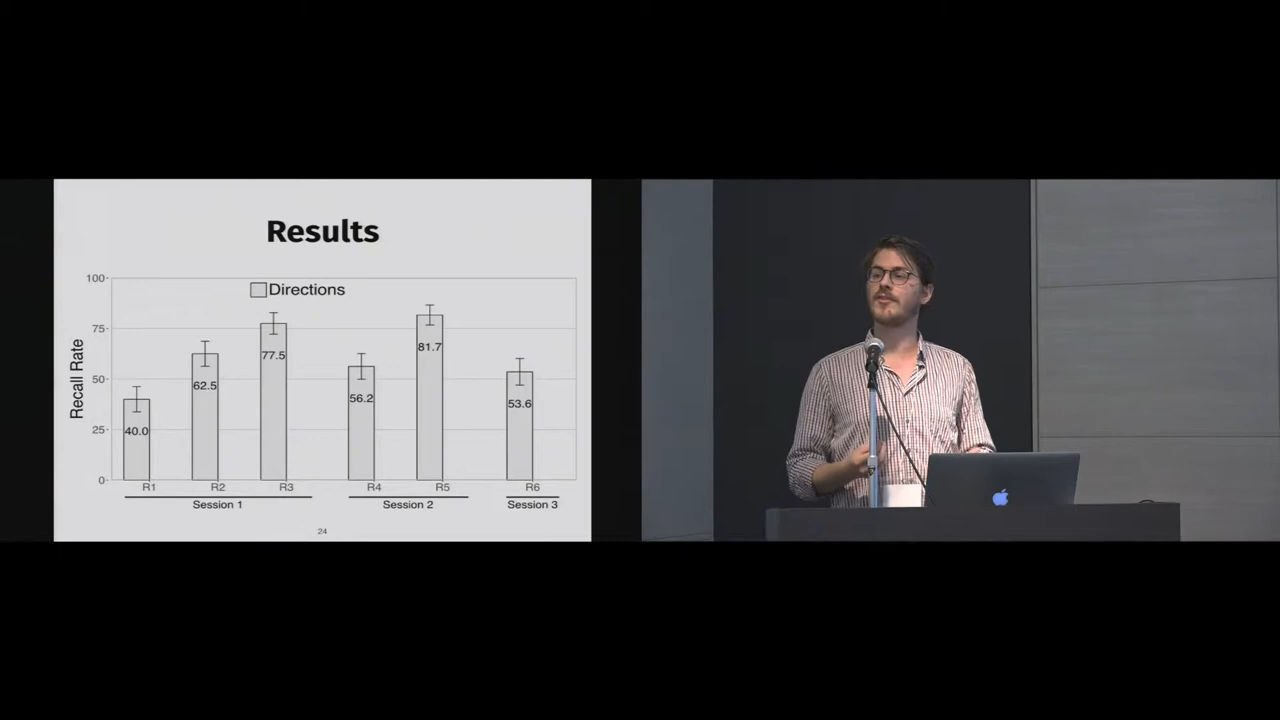 Results
100
Directions
75
50
25
0
Recall Rate
40.0
62.5
77.5
56.2
81.7
53.6
R1 R2 R3 R4 R5 R6
Session 1 Session 2 Session 3
24